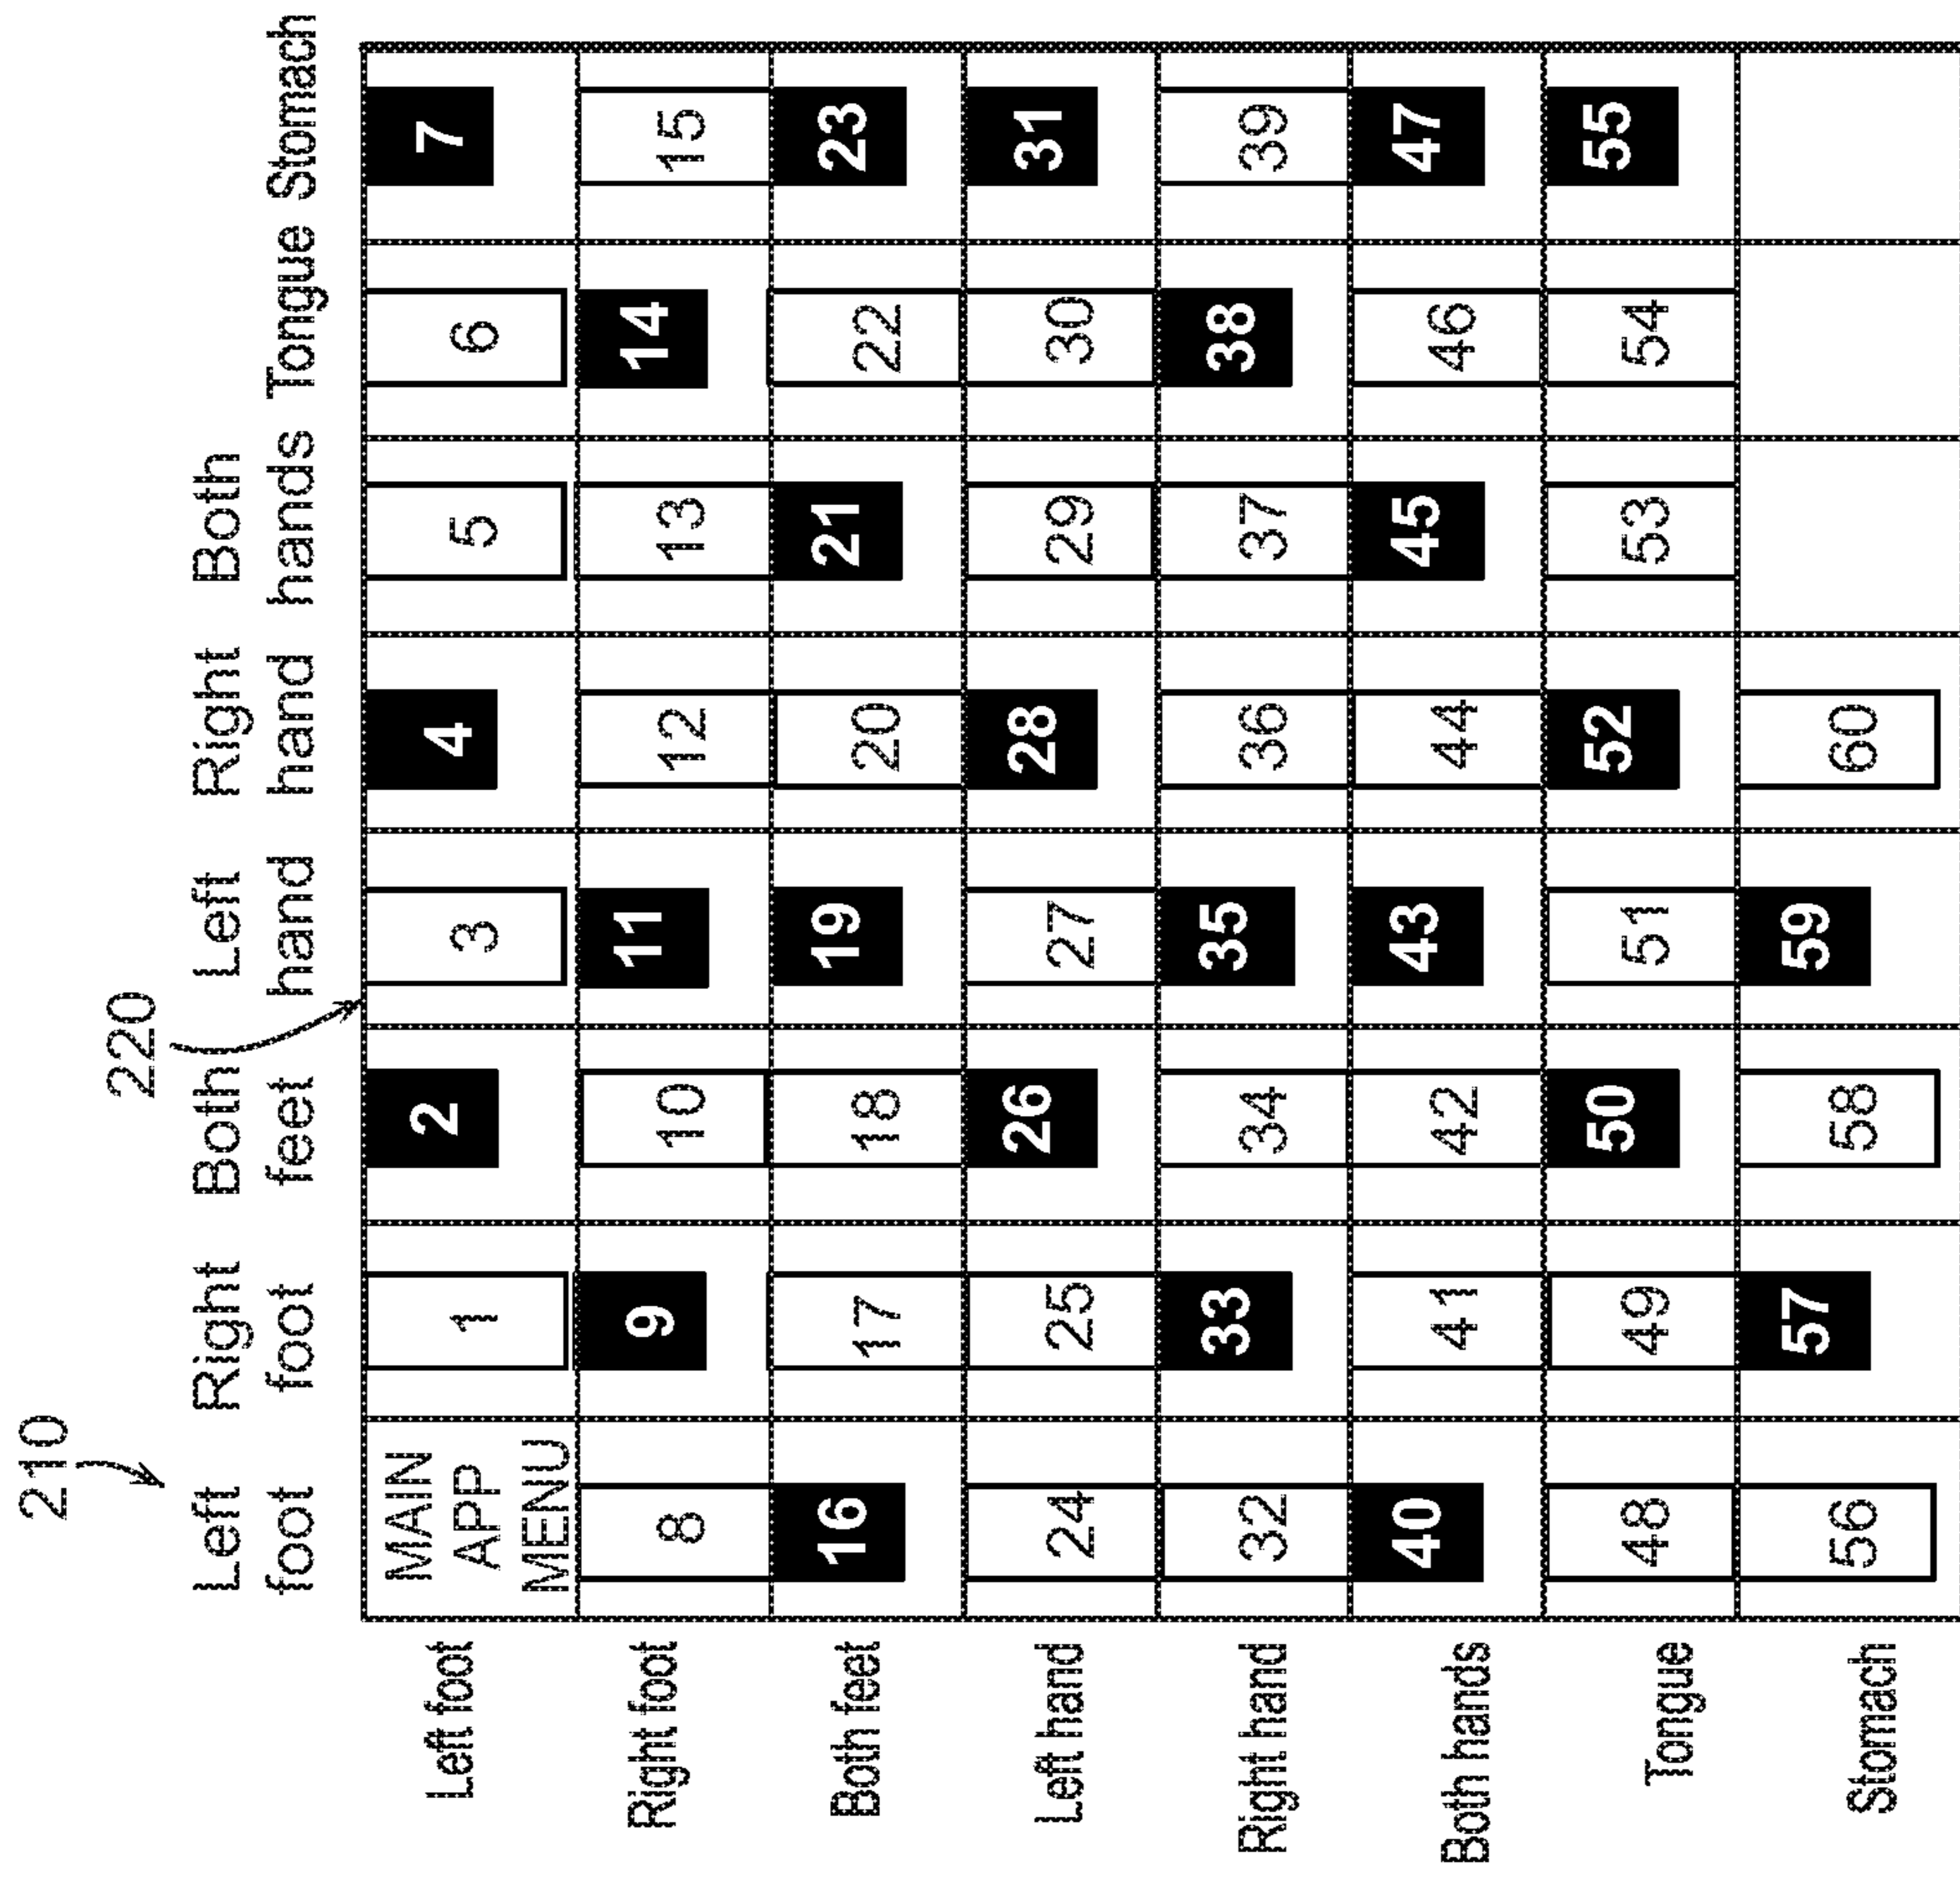 210
220
Left Right Both Left Right Both
foot foot feet hand hand hands Tongue Stomach
Left foot MAIN APP MENU 1 2 3 4 5 6 7
Right foot 8 9 10 11 12 13 14 15
Both feet 16 17 18 19 20 21 22 23
Left hand 24 25 26 27 28 29 30 31
Right hand 32 33 34 35 36 37 38 39
Both hands 40 41 42 43 44 45 46 47
Tongue 48 49 50 51 52 53 54 55
Stomach 56 57 58 59 60